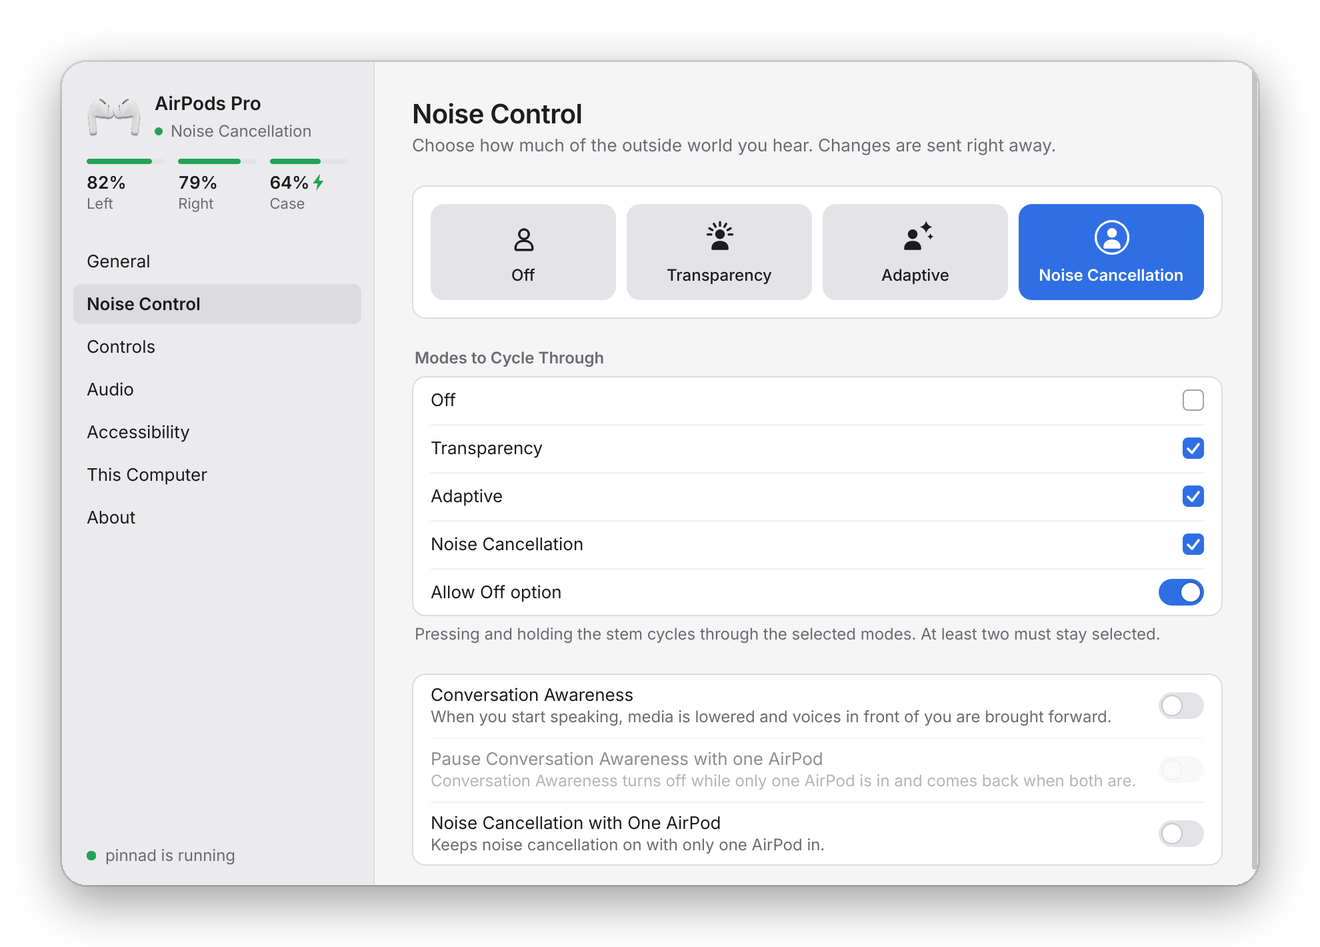 AirPods Pro
Noise Cancellation
82%
Left
79%
Right
64%
Case
General
Noise Control
Controls
Audio
Accessibility
This Computer
About
pinnad is running
Noise Control
Choose how much of the outside world you hear. Changes are sent right away.
Off
Transparency
Adaptive
Noise Cancellation
Modes to Cycle Through
Off
Transparency
Adaptive
Noise Cancellation
Allow Off option
Pressing and holding the stem cycles through the selected modes. At least two must stay selected.
Conversation Awareness
When you start speaking, media is lowered and voices in front of you are brought forward.
Pause Conversation Awareness with one AirPod
Conversation Awareness turns off while only one AirPod is in and comes back when both are.
Noise Cancellation with One AirPod
Keeps noise cancellation on with only one AirPod in.